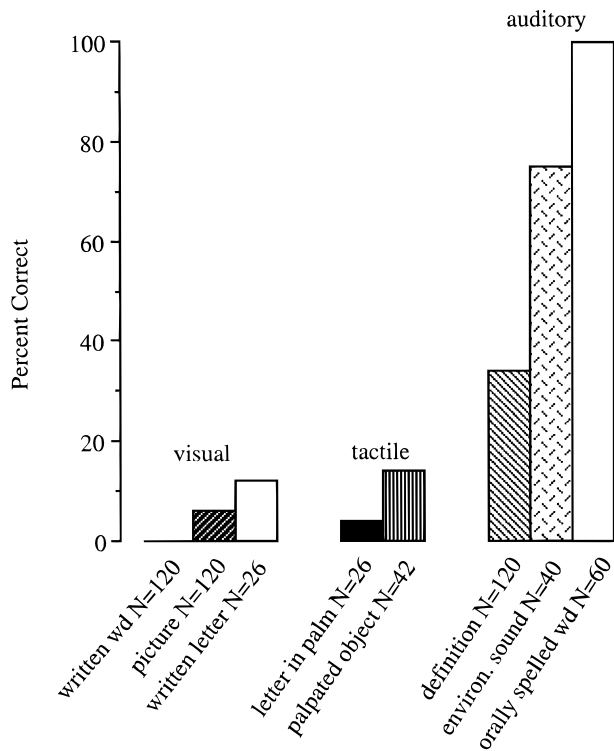 auditory
100
80
60
40
20
0
Percent Correct
visual
tactile
written wd N=120
picture N=120
written letter N=26
letter in palm N=26
palpated object N=42
definition N=120
environ. sound N=40
orally spelled wd N=60